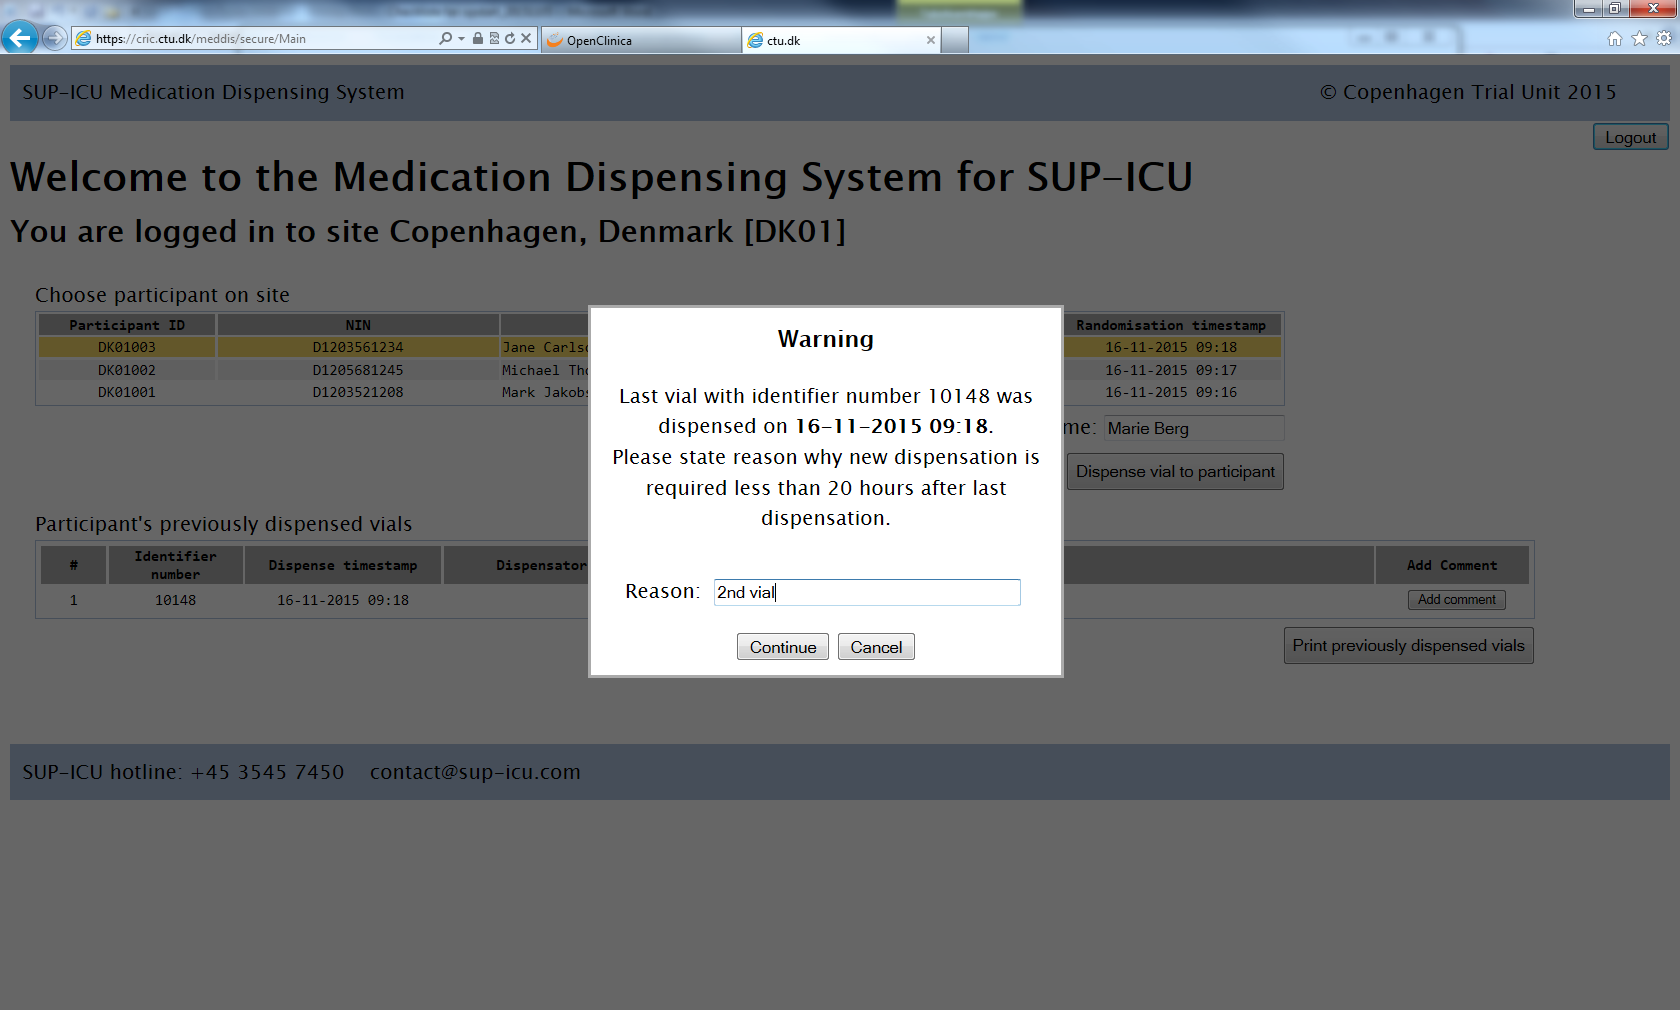 https://cric.ctu.dk/meddis/secure/Main
OpenClinica
ctu.dk
SUP-ICU Medication Dispensing System
© Copenhagen Trial Unit 2015
Logout
Welcome to the Medication Dispensing System for SUP-ICU
You are logged in to site Copenhagen, Denmark [DK01]
Choose participant on site
Participant ID NIN Randomisation timestamp
DK01003 D1203561234 Jane Carls 16-11-2015 09:18
DK01002 D1205681245 Michael Th 16-11-2015 09:17
DK01001 D1203521208 Mark Jakob 16-11-2015 09:16
me: Marie Berg
Dispense vial to participant
Warning
Last vial with identifier number 10148 was
dispensed on 16-11-2015 09:18.
Please state reason why new dispensation is
required less than 20 hours after last
dispensation.
Reason: 2nd vial
Continue Cancel
Participant's previously dispensed vials
# Identifier number Dispense timestamp Dispensator Add Comment
1 10148 16-11-2015 09:18 Add comment
Print previously dispensed vials
SUP-ICU hotline: +45 3545 7450 contact@sup-icu.com